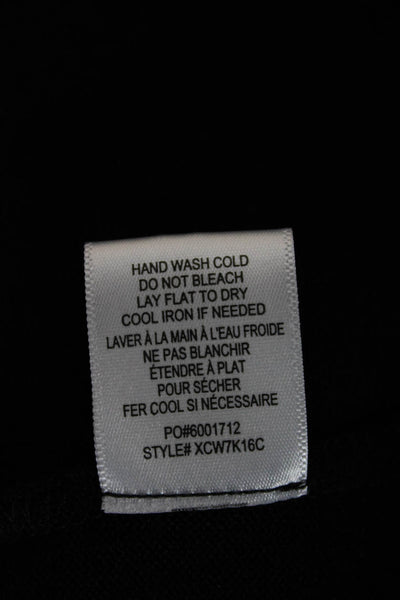 HAND WASH COLD
DO NOT BLEACH
LAY FLAT TO DRY
COOL IRON IF NEEDED
LAVER À LA MAIN À L'EAU FROIDE
NE PAS BLANCHIR
ÉTENDRE À PLAT
POUR SÉCHER
FER COOL SI NÉCESSAIRE
PO#6001712
STYLE# XCW7K16C